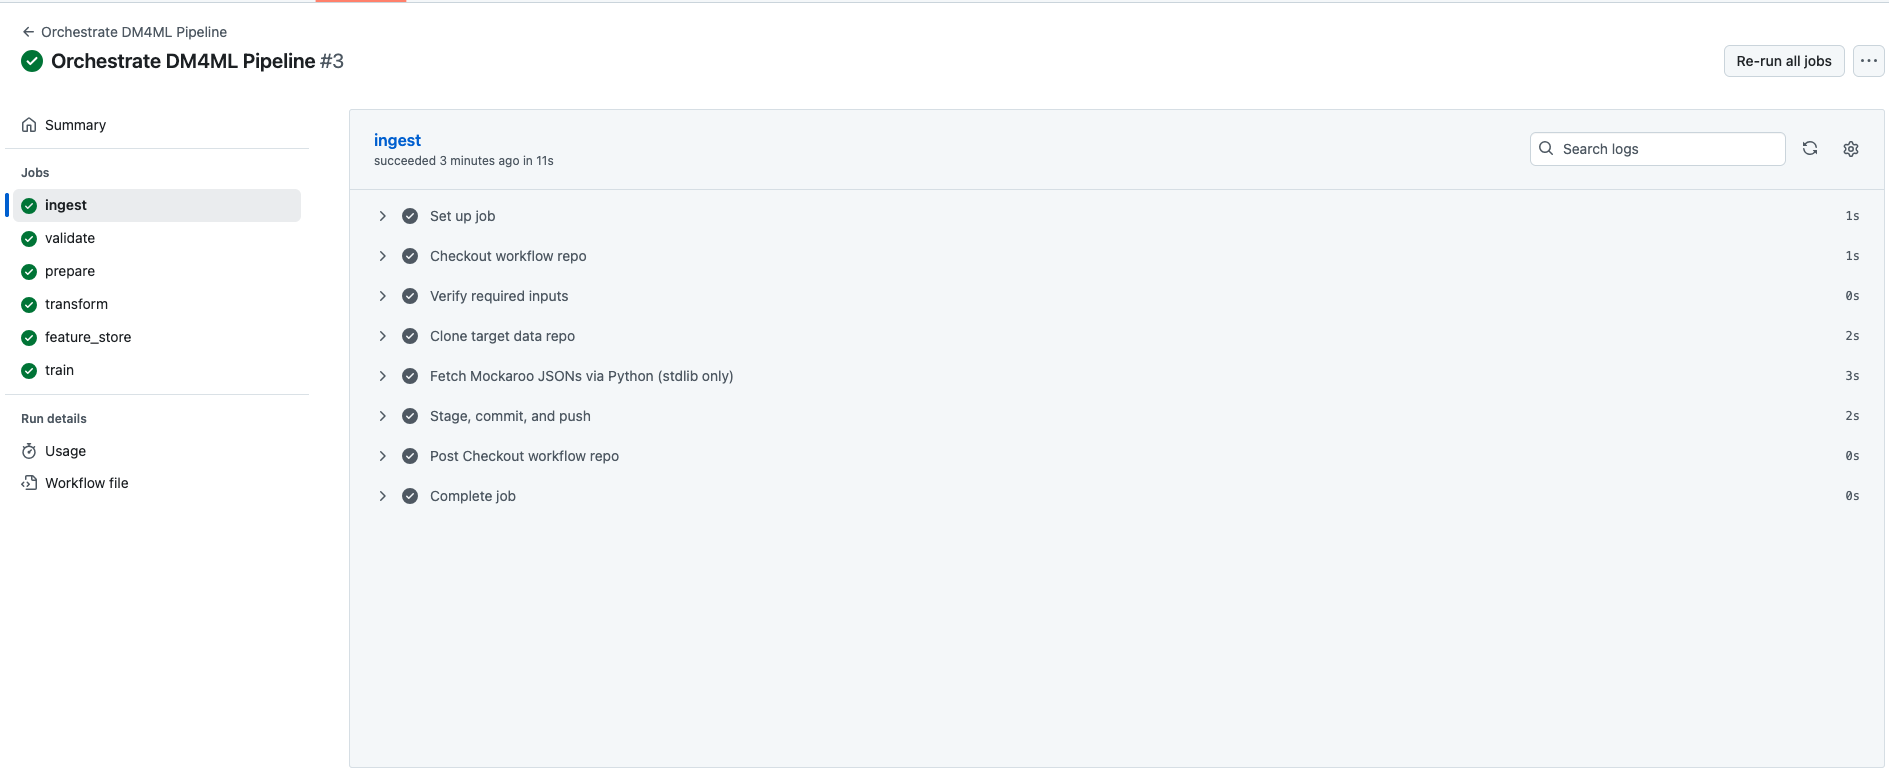 Orchestrate DM4ML Pipeline
Orchestrate DM4ML Pipeline #3
Re-run all jobs
Summary
Jobs
ingest
validate
prepare
transform
feature_store
train
Run details
Usage
Workflow file
ingest
succeeded 3 minutes ago in 11s
Search logs
Set up job 1s
Checkout workflow repo 1s
Verify required inputs 0s
Clone target data repo 2s
Fetch Mockaroo JSONs via Python (stdlib only) 3s
Stage, commit, and push 2s
Post Checkout workflow repo 0s
Complete job 0s